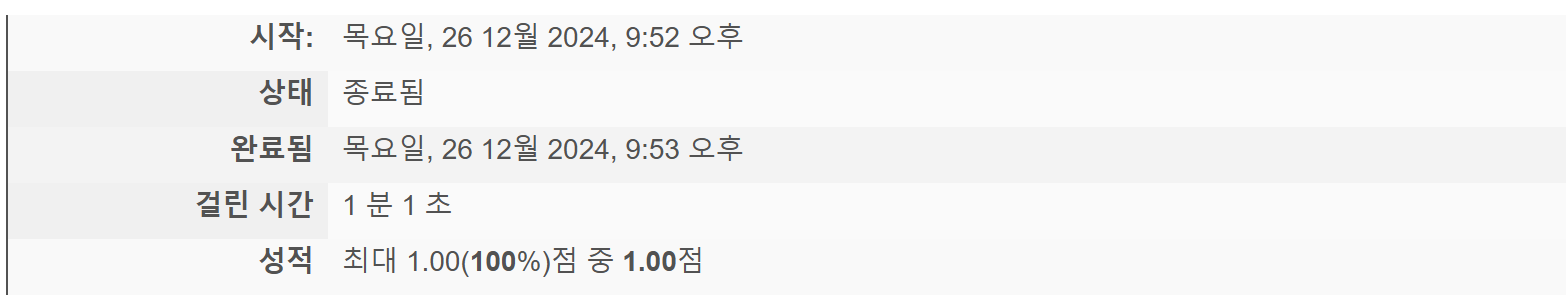 시작: 목요일, 26 12월 2024, 9:52 오후
상태 종료됨
완료됨 목요일, 26 12월 2024, 9:53 오후
걸린 시간 1 분 1 초
성적 최대 1.00(100%)점 중 1.00점